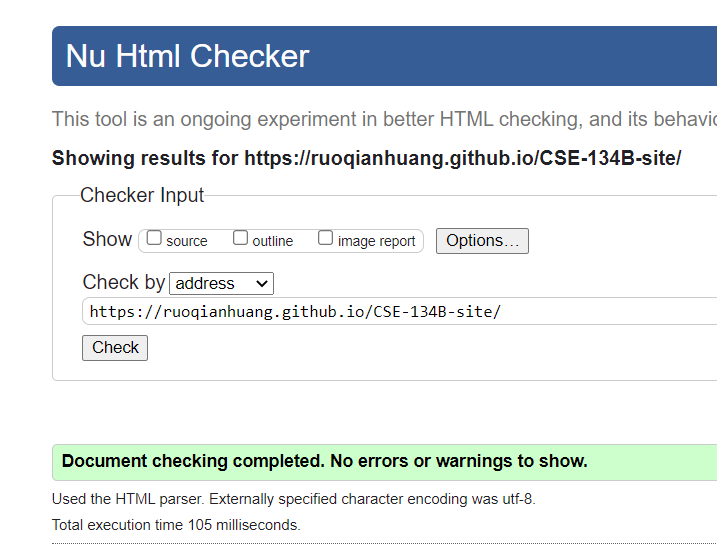 Nu Html Checker
This tool is an ongoing experiment in better HTML checking, and its
Showing results for https://ruoqianhuang.github.io/CSE-134B-site/
Checker Input
Show source outline image report Options…
Check by address
https://ruoqianhuang.github.io/CSE-134B-site/
Check
Document checking completed. No errors or warnings to show.
Used the HTML parser. Externally specified character encoding was utf-8.
Total execution time 105 milliseconds.